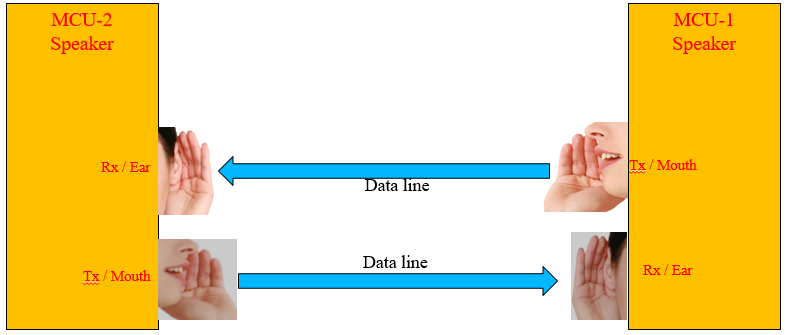 MCU-2
Speaker
MCU-1
Speaker
Rx / Ear
Data line
Tx / Mouth
Tx / Mouth
Data line
Rx / Ear